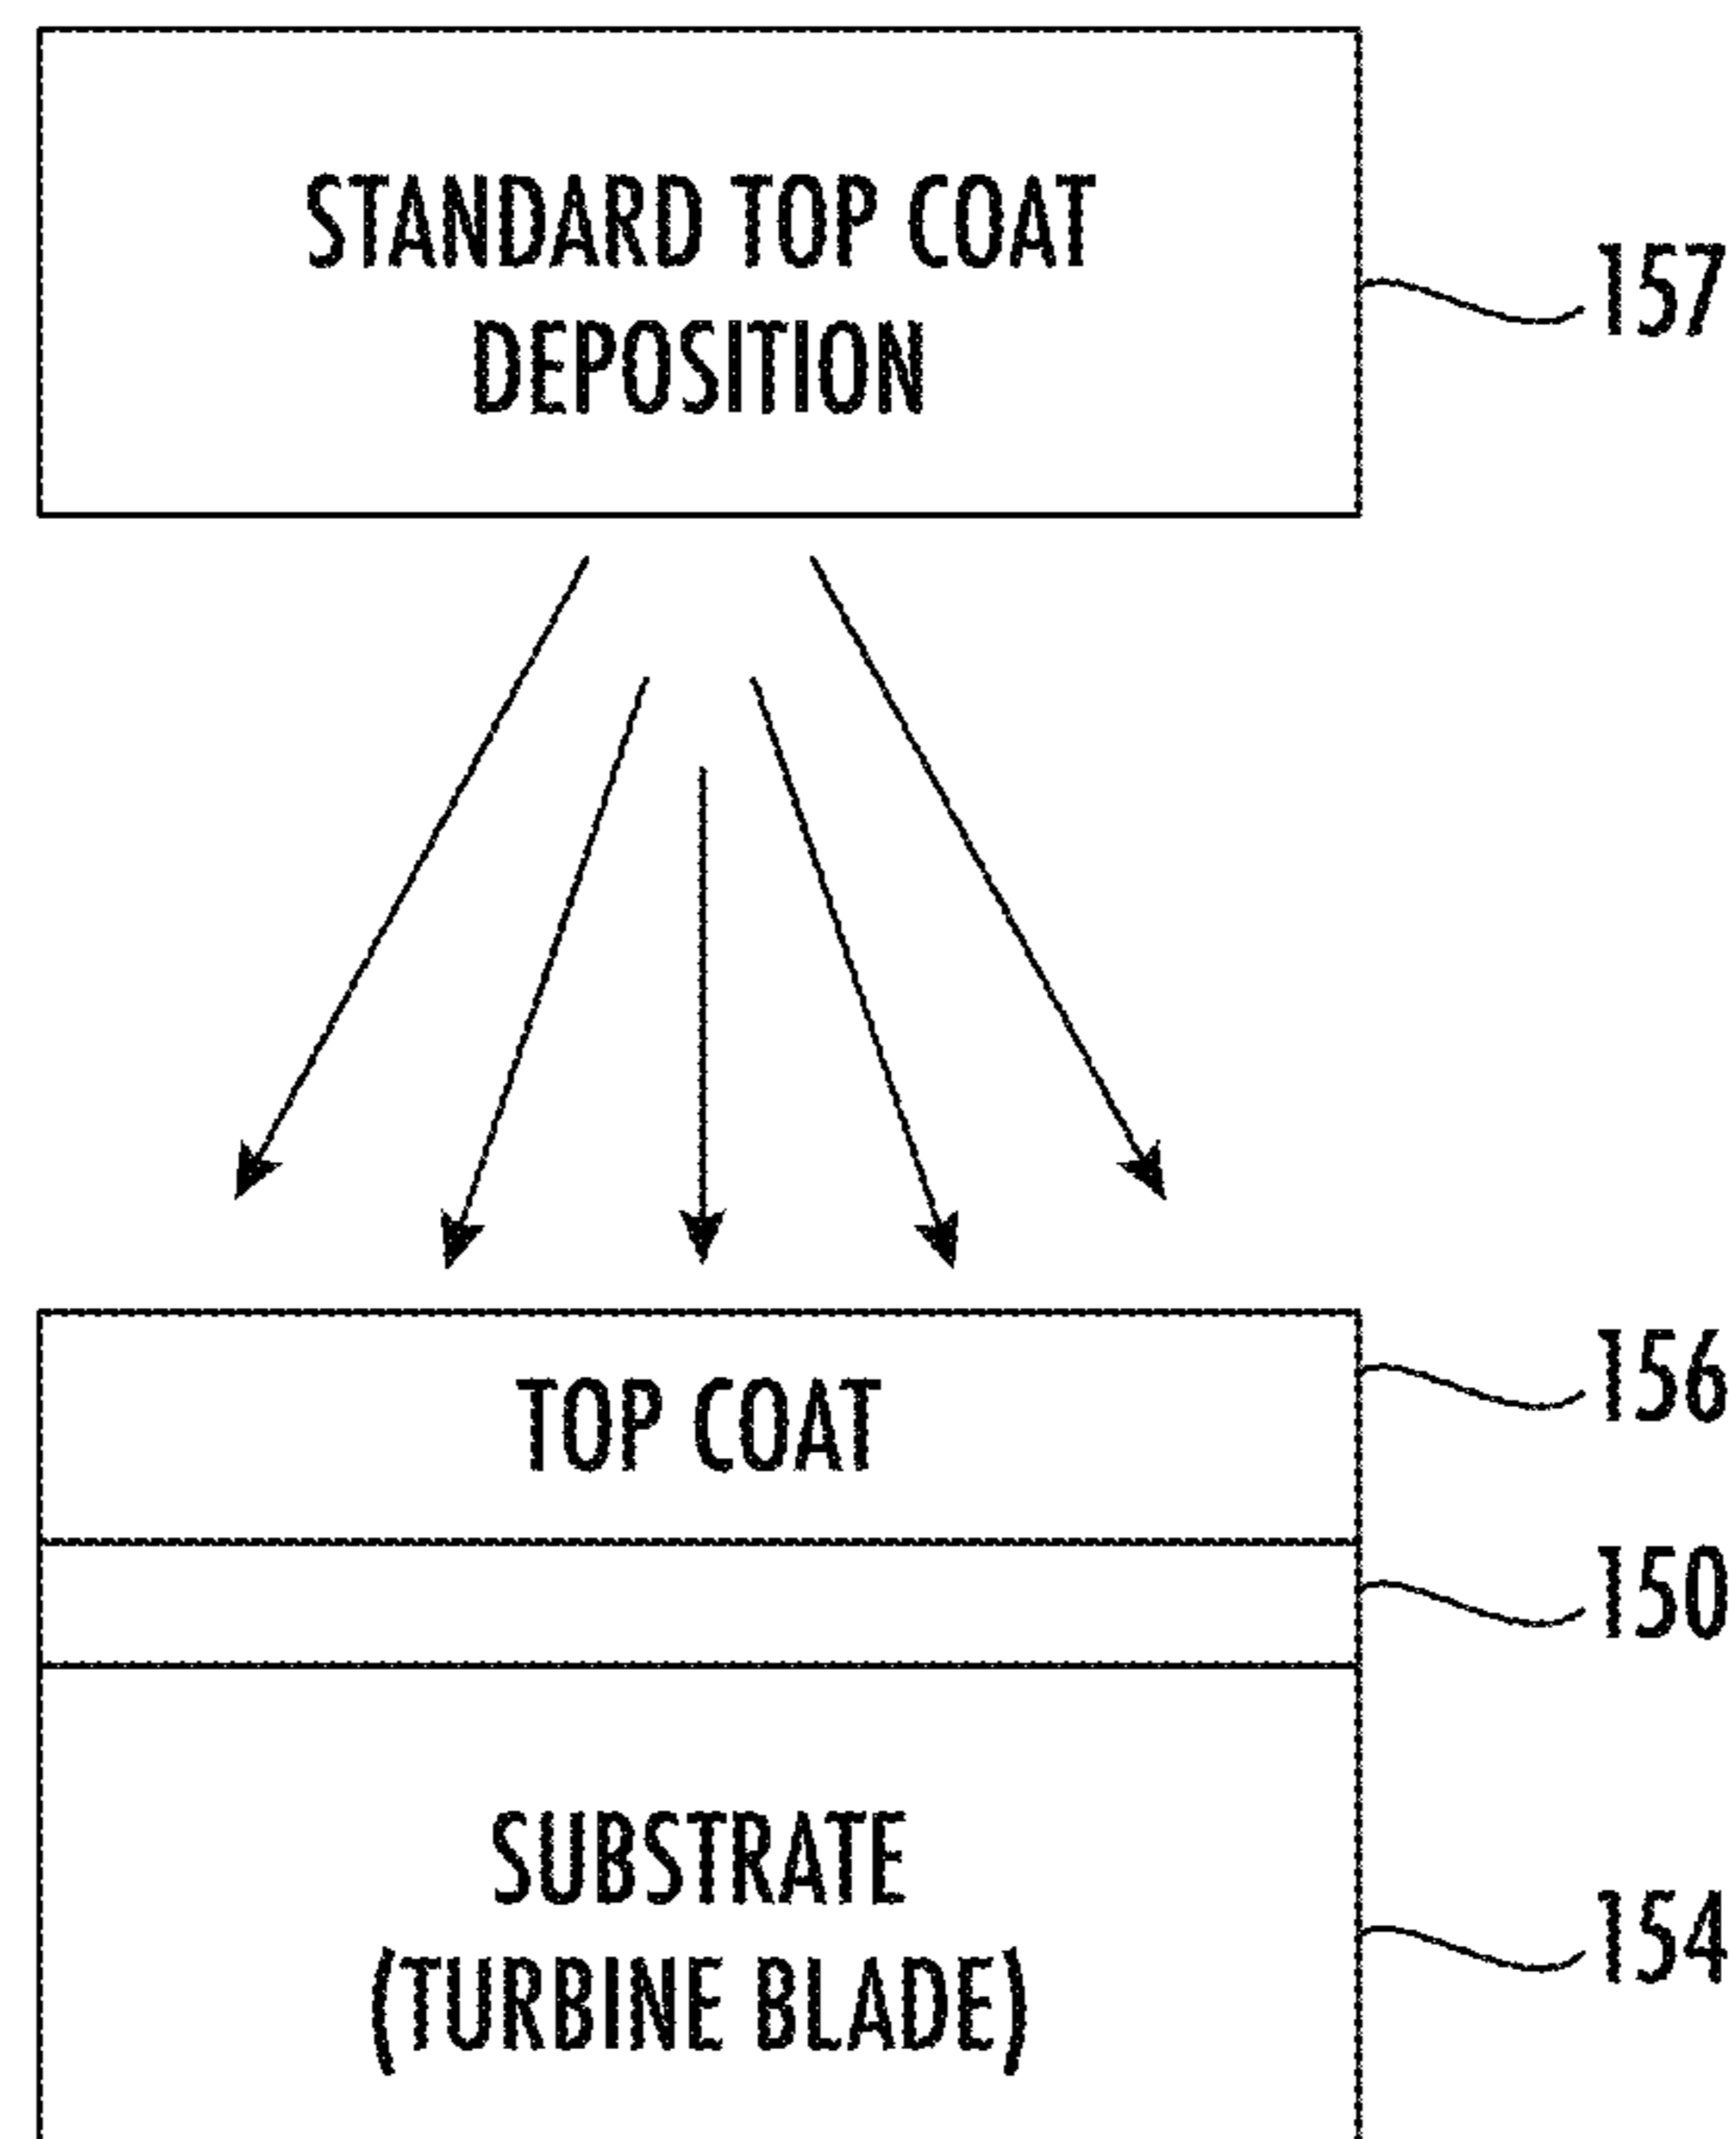 STANDARD TOP COAT
DEPOSITION
157
TOP COAT
156
150
SUBSTRATE
(TURBINE BLADE)
154